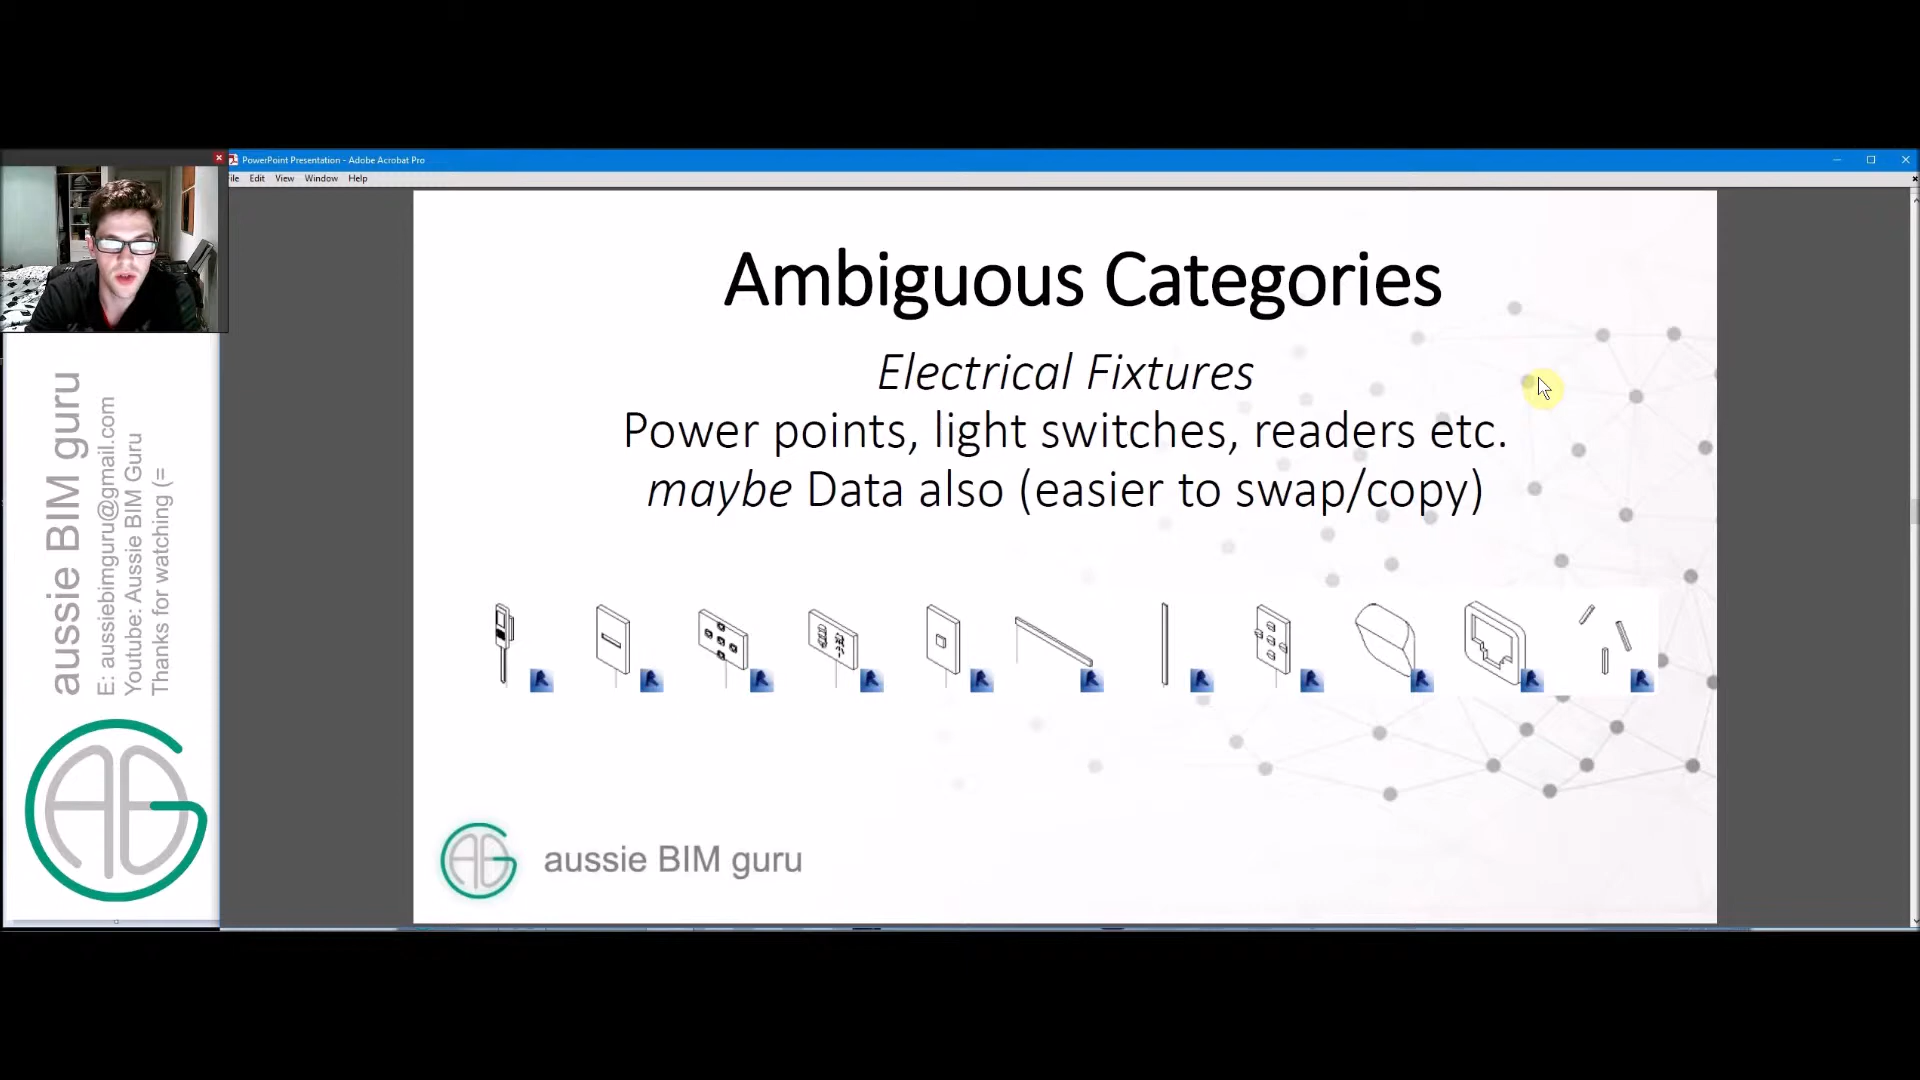 PowerPoint Presentation - Adobe Acrobat Pro
File Edit View Window Help
Ambiguous Categories
Electrical Fixtures
Power points, light switches, readers etc.
maybe Data also (easier to swap/copy)
aussie BIM guru
aussie BIM guru
E: aussiebimguru@gmail.com
Youtube: Aussie BIM Guru
Thanks for watching (=